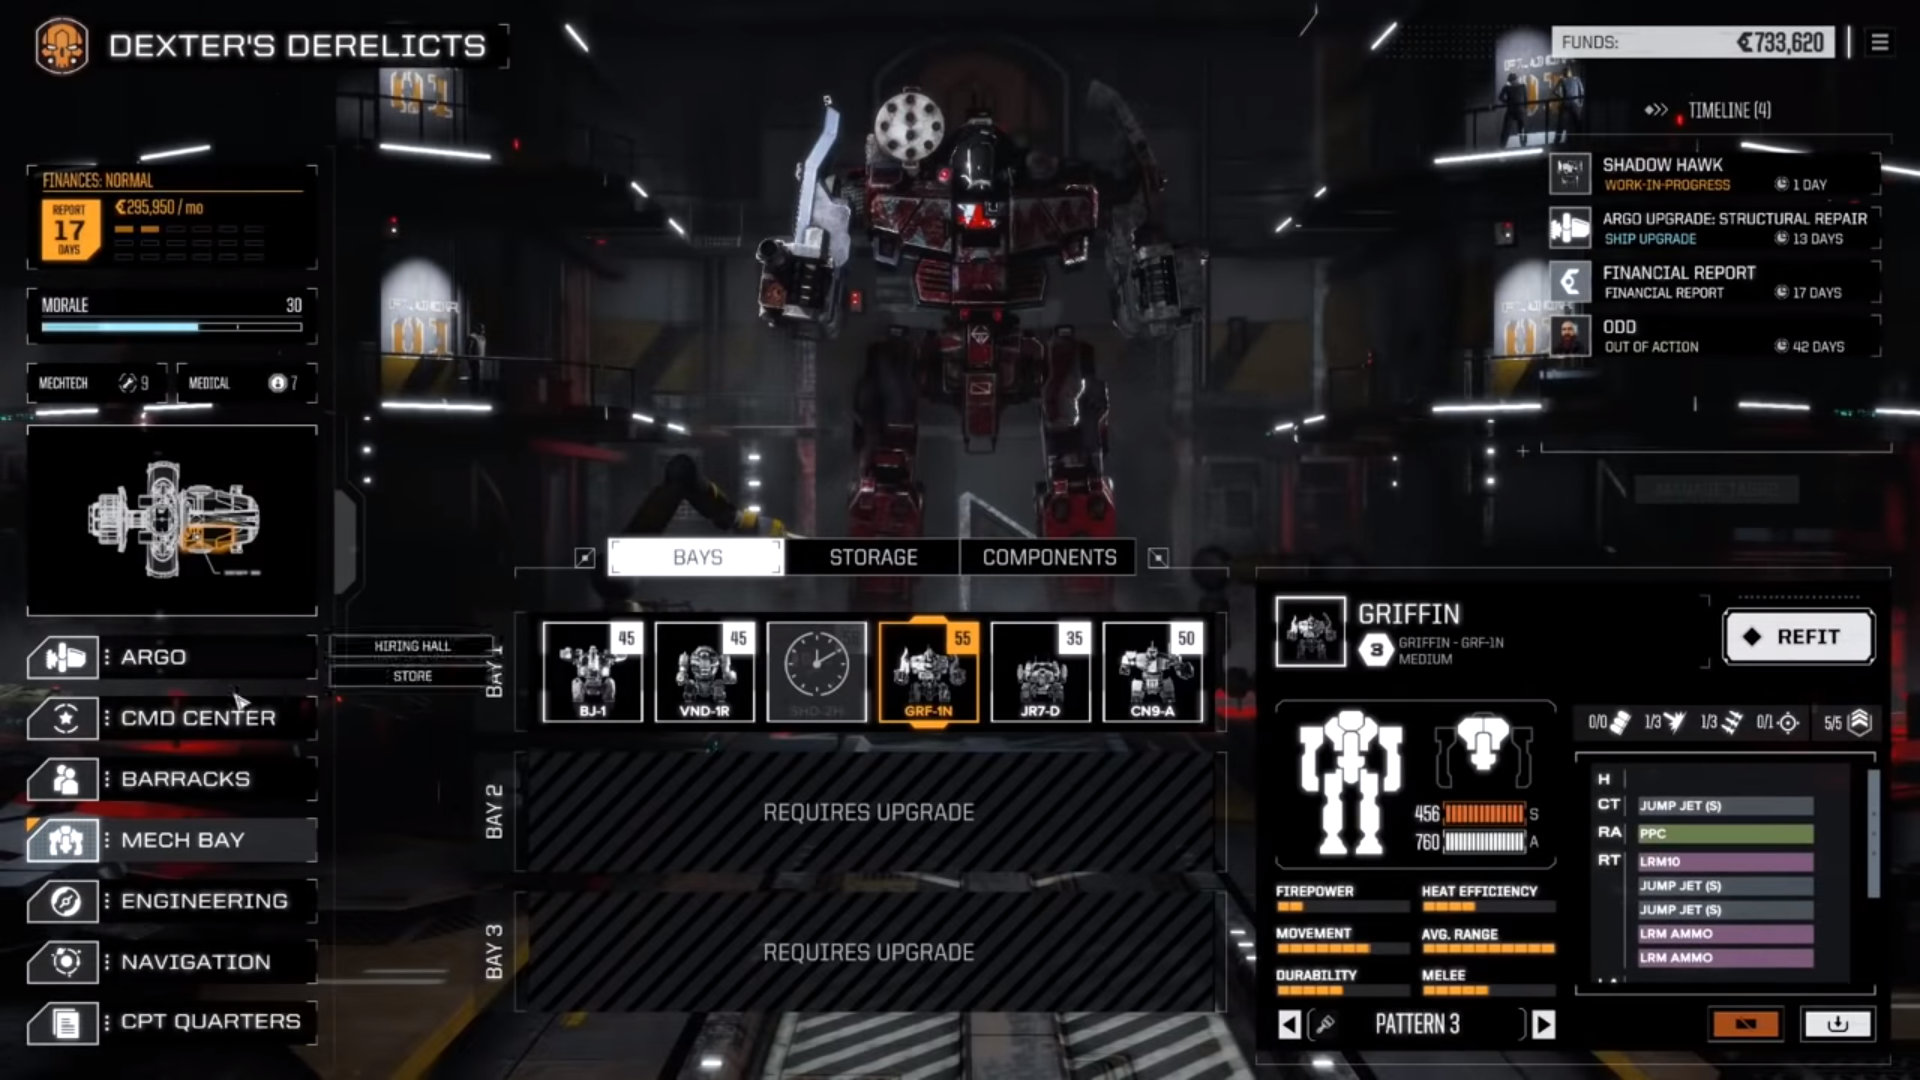 DEXTER'S DERELICTS
FUNDS: €733,620
TIMELINE (4)
SHADOW HAWK
WORK-IN-PROGRESS 1 DAY
ARGO UPGRADE: STRUCTURAL REPAIR
SHIP UPGRADE 13 DAYS
FINANCIAL REPORT
FINANCIAL REPORT 17 DAYS
ODD
OUT OF ACTION 42 DAYS
FINANCES: NORMAL
REPORT
17
DAYS
€295,950 / mo
MORALE 30
MECHTECH 9
MEDICAL 7
ARGO
CMD CENTER
BARRACKS
MECH BAY
ENGINEERING
NAVIGATION
CPT QUARTERS
HIRING HALL
STORE
BAYS
STORAGE
COMPONENTS
BAY 1
45
BJ-1
45
VND-1R
55
GRF-1N
35
JR7-D
50
CN9-A
BAY 2
REQUIRES UPGRADE
BAY 3
REQUIRES UPGRADE
GRIFFIN
3
GRIFFIN - GRF-1N
MEDIUM
REFIT
0/0 1/3 1/3 0/1 5/5
456 S
760 A
FIREPOWER
HEAT EFFICIENCY
MOVEMENT
AVG. RANGE
DURABILITY
MELEE
PATTERN 3
H
CT JUMP JET (S)
RA PPC
RT LRM10
JUMP JET (S)
JUMP JET (S)
LRM AMMO
LRM AMMO